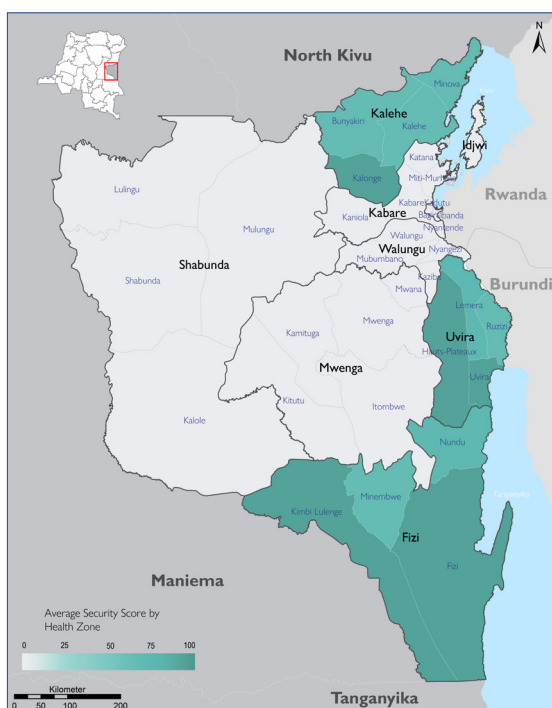 N
North Kivu
Minova
Kalehe
Bunyakiri
Kalehe
Idjwi
Katana
Kalonge
Miti-Murhesa
Lulingu
Rwanda
Kaniola
Kabare
Walungu
Nyantende
Mulungu
Walungu
Nyangezi
Shabunda
Mubumbano
Kaziba
Mwana
Burundi
Shabunda
Lemera
Mwenga
Ruzizi
Kamituga
Uvira
Hauts-Plateaux
Mwenga
Uvira
Kitutu
Itombwe
Kalole
Nundu
Minembwe
Tanganyika
Kimbi Lulenge
Fizi
Fizi
Maniema
Average Security Score by
Health Zone
0 25 50 75 100
Kilometer
0 50 100 200
Tanganyika